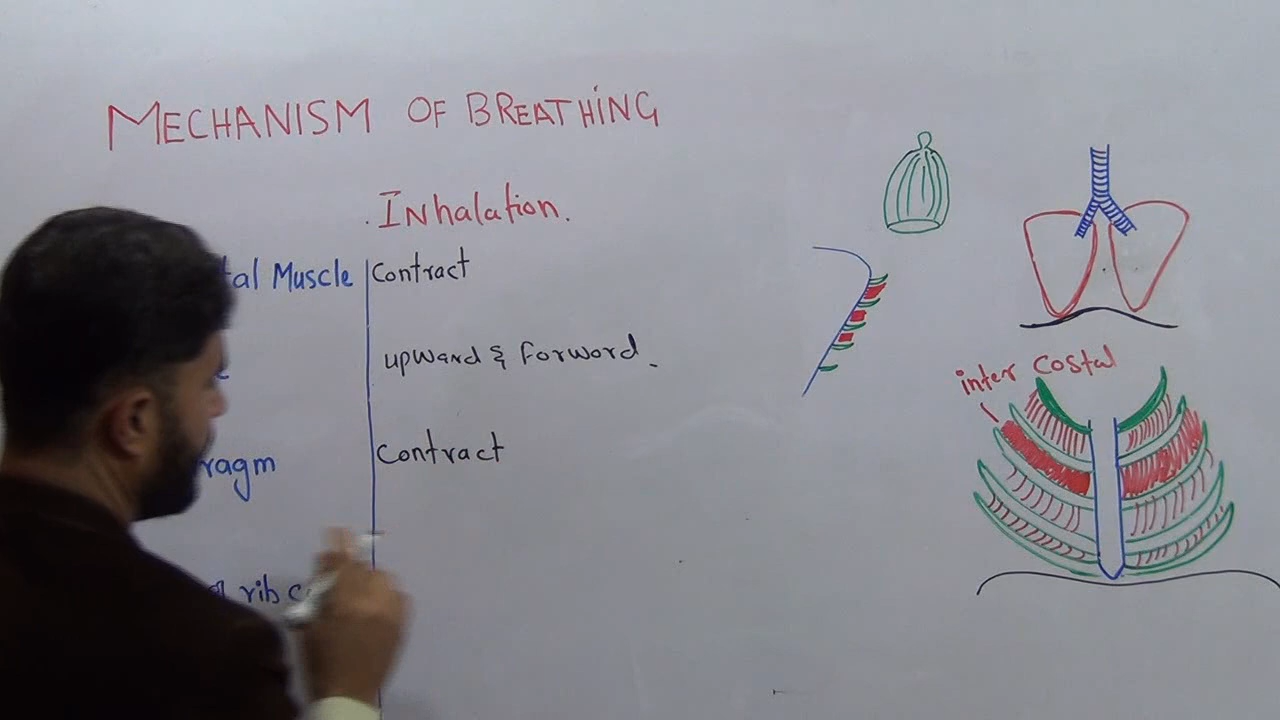 MECHANISM OF BREATHiNG
INhalation.
tal Muscle Contract
upward & Forword.
ragm Contract
rib
inter Costal